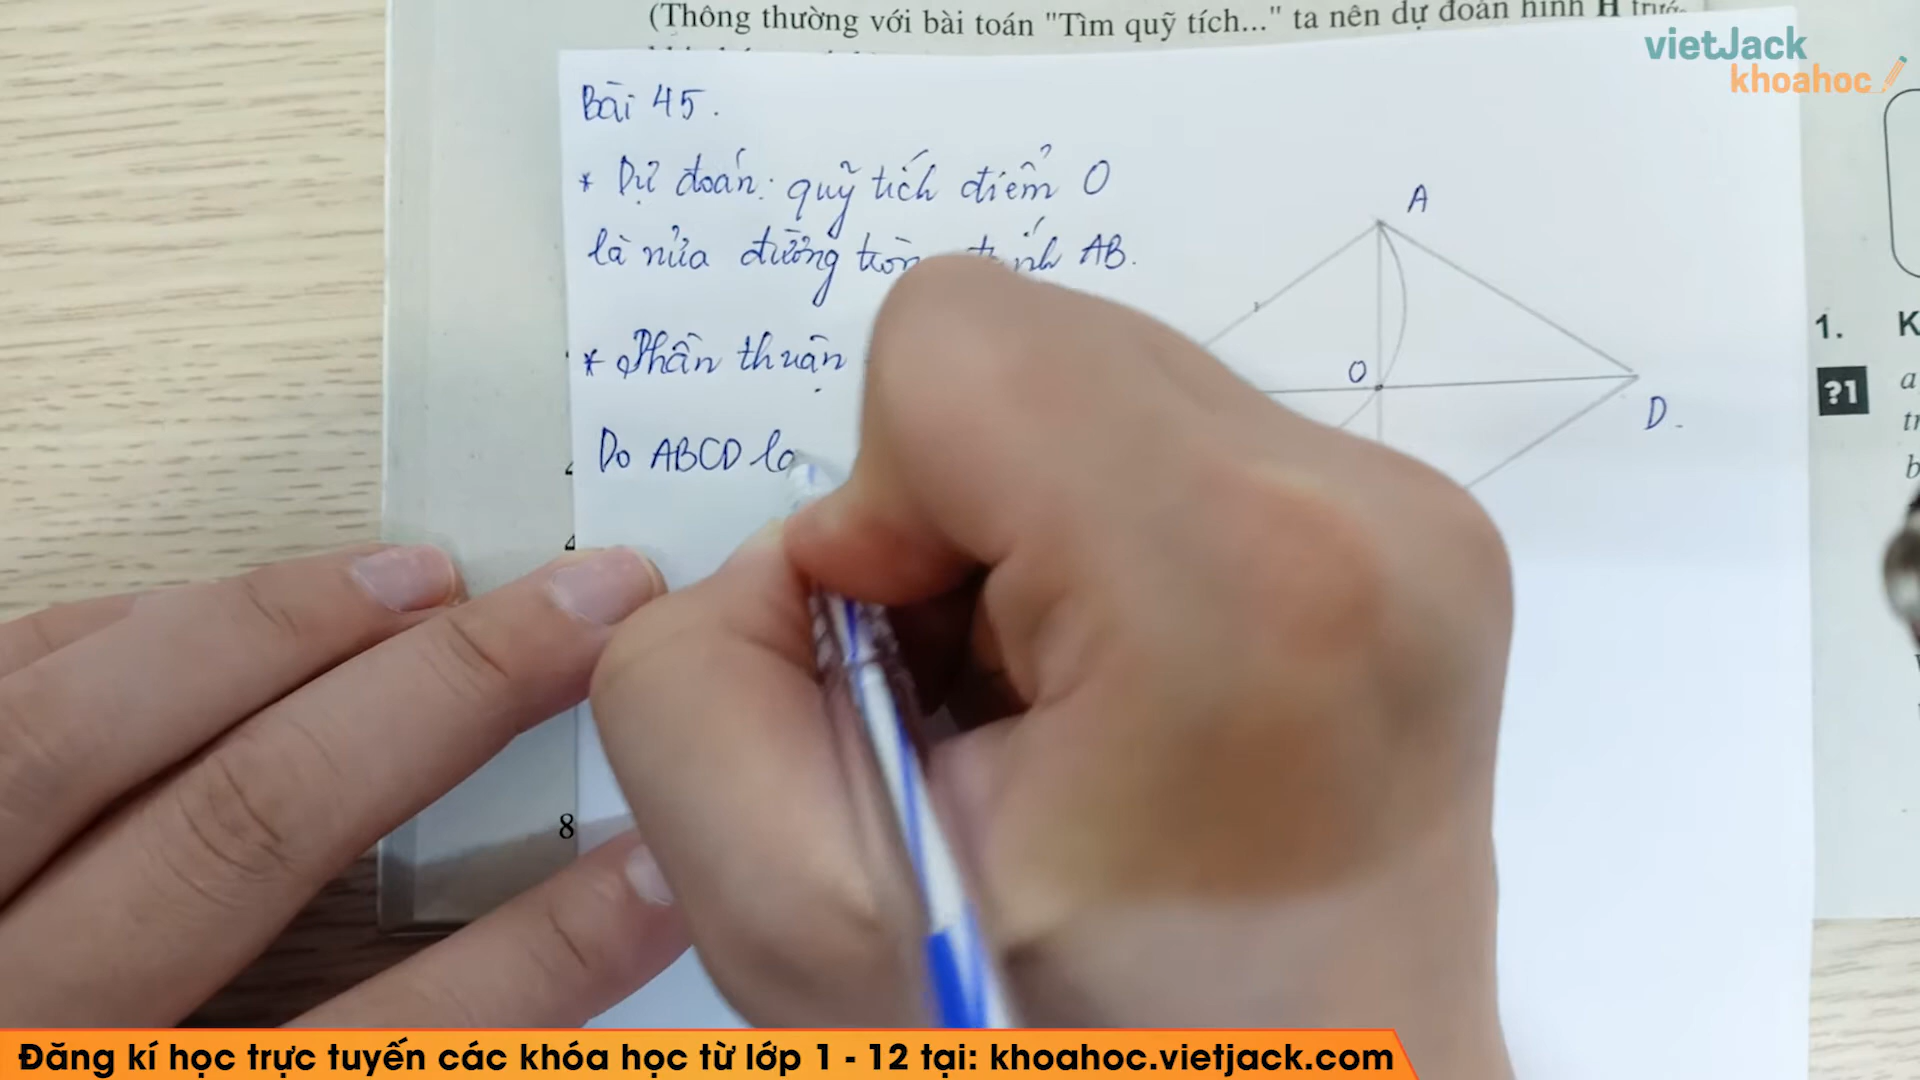 (Thông thường với bài toán "Tìm quỹ tích..." ta nên dự đoán hình H
vietJack
khoahoc
Bài 45.
* Dự đoán: quỹ tích điểm O
là nửa đường tròn AB.
* Phần thuận
Do ABCD là
A
O
D.
1. K
?1 a
b
8
Đăng kí học trực tuyến các khóa học từ lớp 1 - 12 tại: khoahoc.vietjack.com